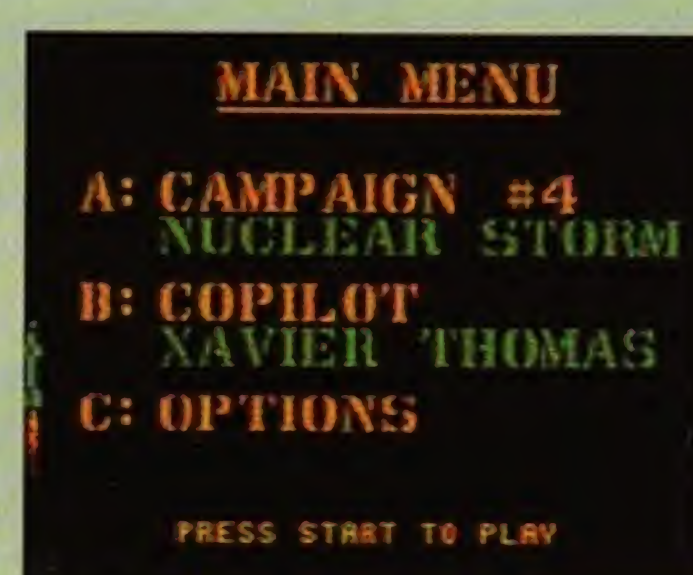 MAIN MENU
A: CAMPAIGN #4
NUCLEAR STORM
B: COPILOT
XAVIER THOMAS
C: OPTIONS
PRESS START TO PLAY